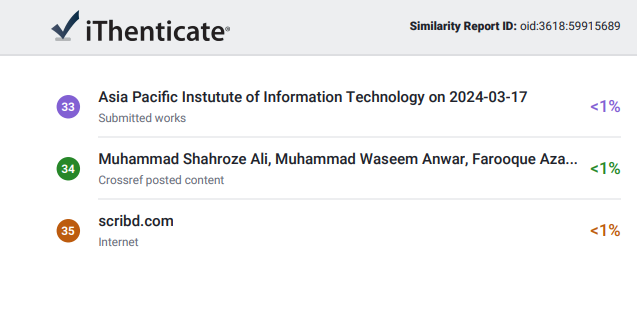 iThenticate®
Similarity Report ID: oid:3618:59915689
33
Asia Pacific Instutute of Information Technology on 2024-03-17
Submitted works
<1%
34
Muhammad Shahroze Ali, Muhammad Waseem Anwar, Farooque Aza...
Crossref posted content
<1%
35
scribd.com
Internet
<1%